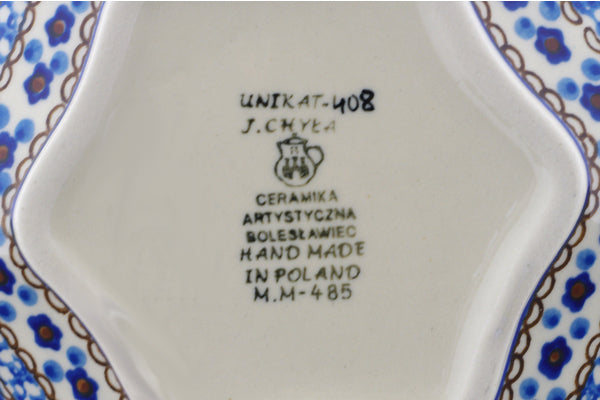 UNIKAT-408
J. CHYŁA
CERAMIKA
ARTYSTYCZNA
BOLESŁAWIEC
HAND MADE
IN POLAND
M.M-485